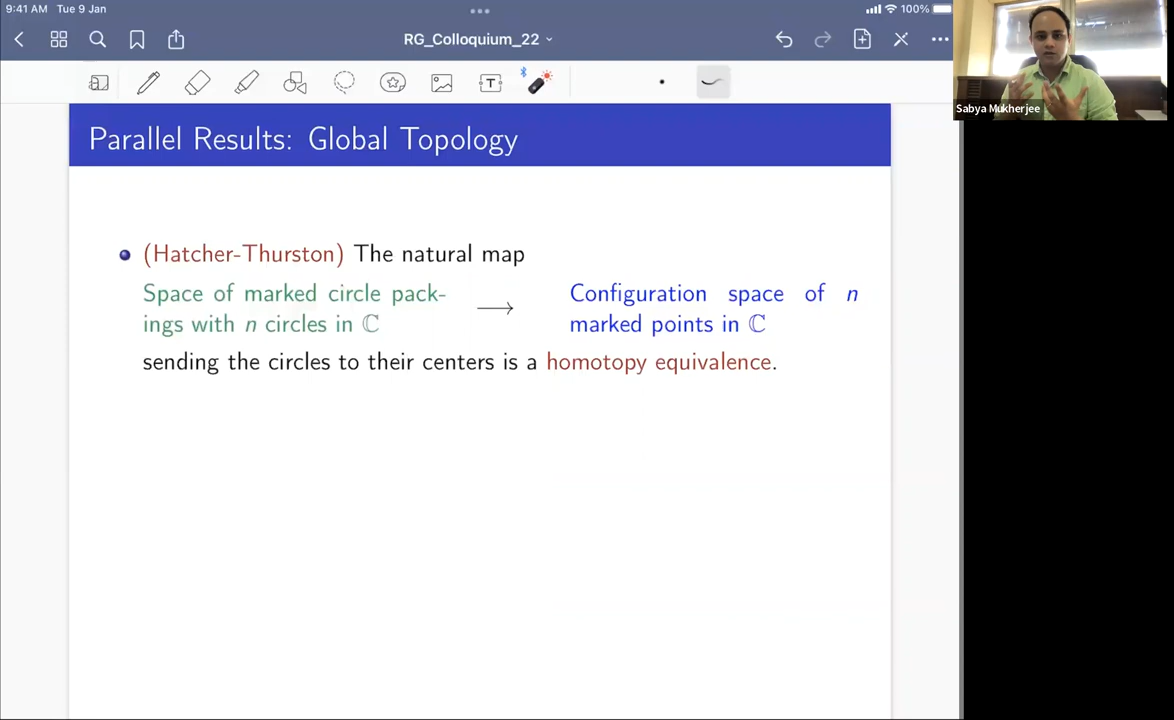 9:41 AM Tue 9 Jan
100%
RG_Colloquium_22
T
Sabya Mukherjee
Parallel Results: Global Topology
(Hatcher-Thurston) The natural map
Space of marked circle pack-
ings with n circles in ℂ
⟶
Configuration space of n
marked points in ℂ
sending the circles to their centers is a homotopy equivalence.